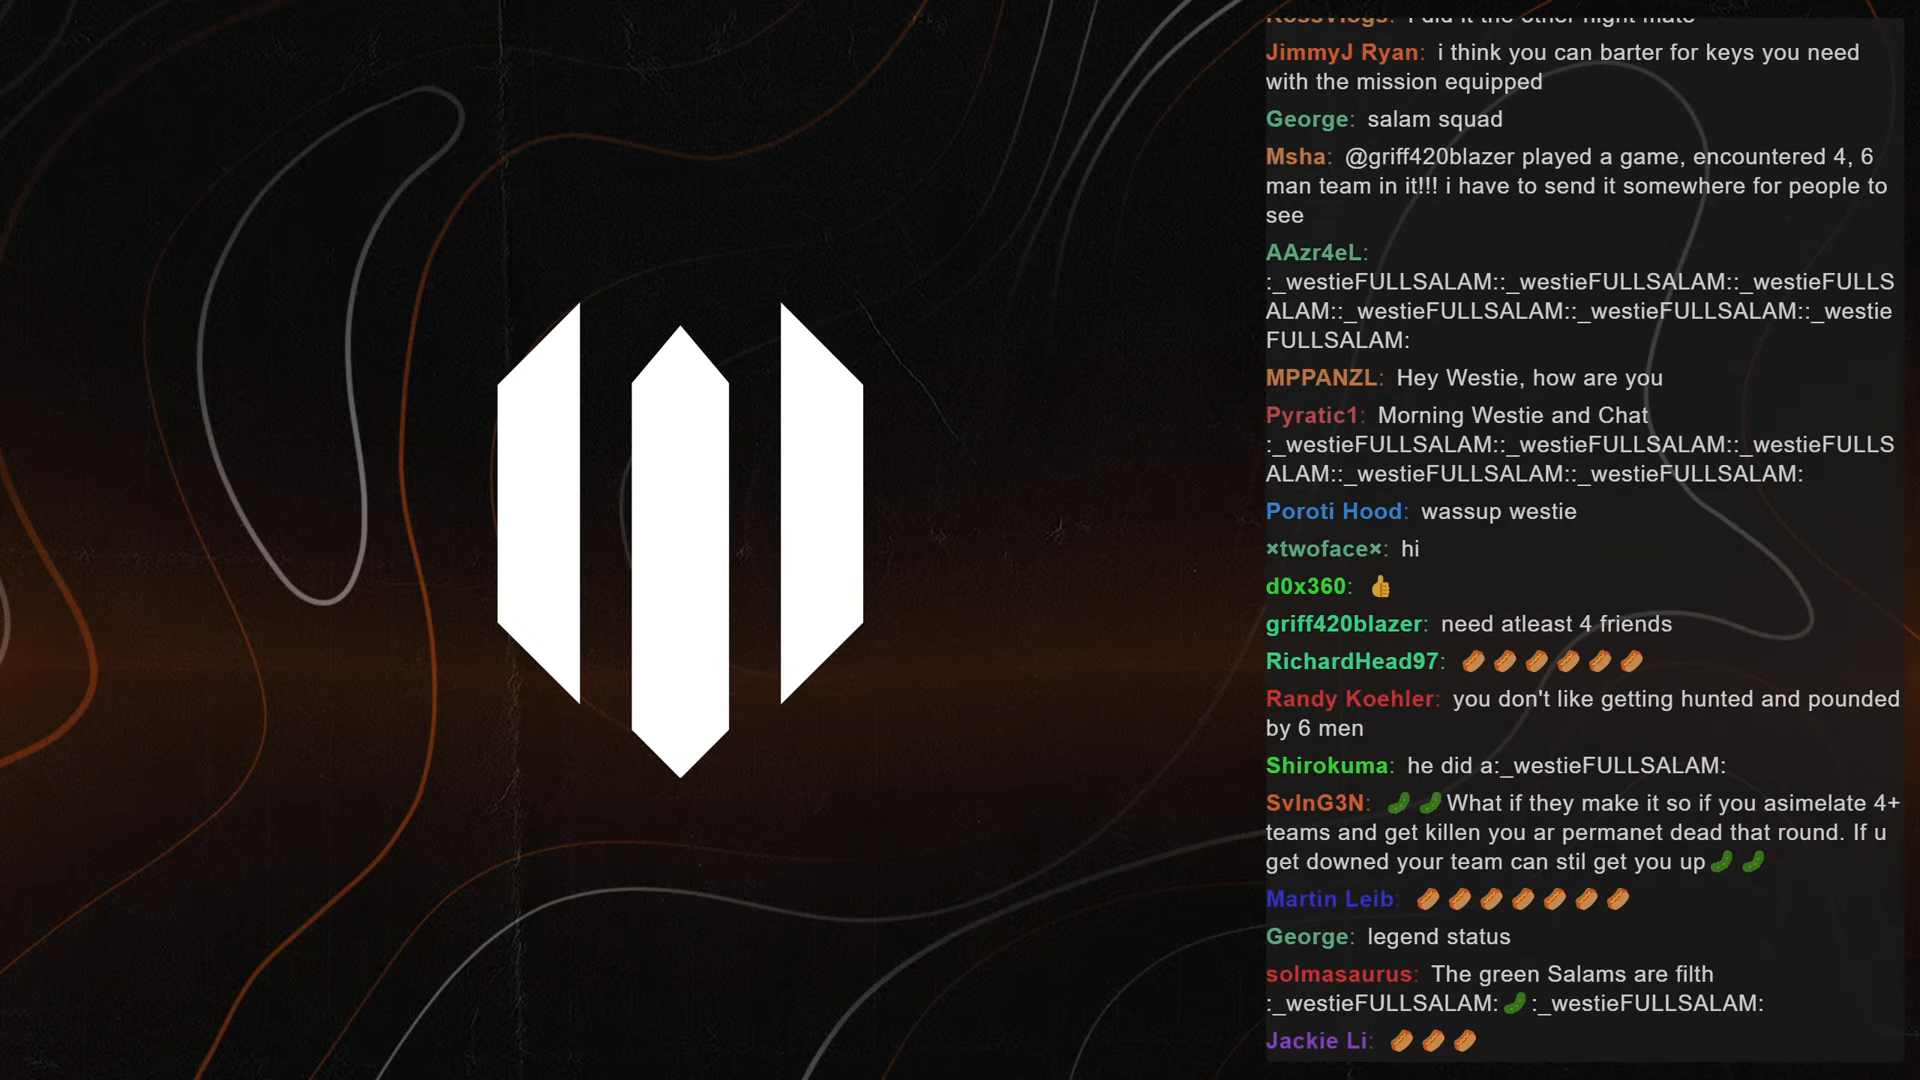 RossVlogs: I did it the other night mate
JimmyJ Ryan: i think you can barter for keys you need
with the mission equipped
George: salam squad
Msha: @griff420blazer played a game, encountered 4, 6
man team in it!!! i have to send it somewhere for people to
see
AAzr4eL:
:_westieFULLSALAM::_westieFULLSALAM::_westieFULLS
ALAM::_westieFULLSALAM::_westieFULLSALAM::_westie
FULLSALAM:
MPPANZL: Hey Westie, how are you
Pyratic1: Morning Westie and Chat
:_westieFULLSALAM::_westieFULLSALAM::_westieFULLS
ALAM::_westieFULLSALAM::_westieFULLSALAM:
Poroti Hood: wassup westie
×twoface×: hi
d0x360: 👍
griff420blazer: need atleast 4 friends
RichardHead97: 🌭🌭🌭🌭🌭🌭
Randy Koehler: you don't like getting hunted and pounded
by 6 men
Shirokuma: he did a:_westieFULLSALAM:
SvInG3N: 🥒🥒What if they make it so if you asimelate 4+
teams and get killen you ar permanet dead that round. If u
get downed your team can stil get you up🥒🥒
Martin Leib: 🌭🌭🌭🌭🌭🌭🌭
George: legend status
solmasaurus: The green Salams are filth
:_westieFULLSALAM:🥒:_westieFULLSALAM:
Jackie Li: 🌭🌭🌭